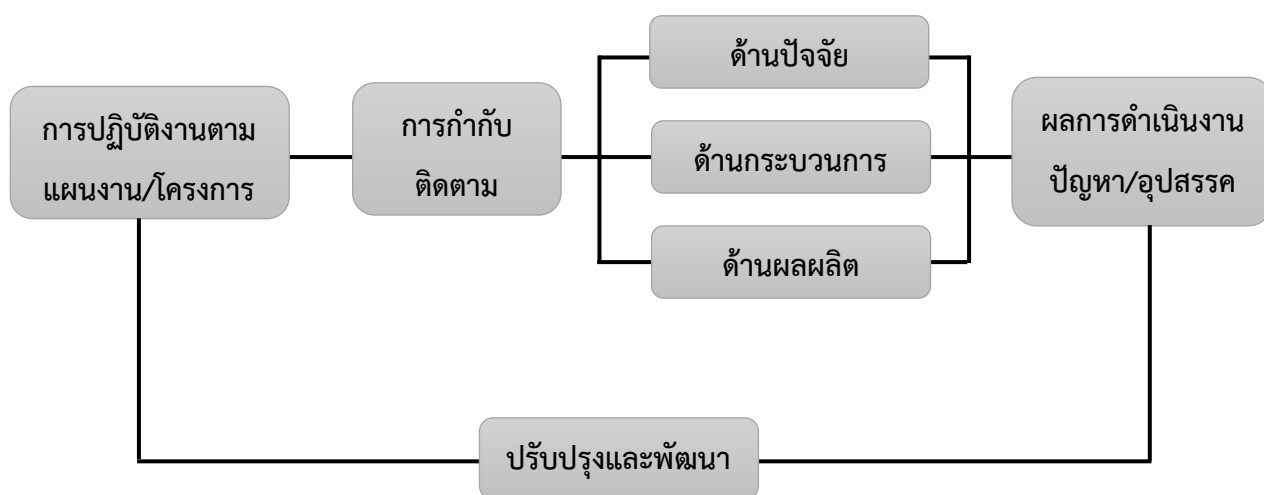 การปฏิบัติงานตาม
แผนงาน/โครงการ
การกำกับ
ติดตาม
ด้านปัจจัย
ด้านกระบวนการ
ด้านผลผลิต
ผลการดำเนินงาน
ปัญหา/อุปสรรค
ปรับปรุงและพัฒนา